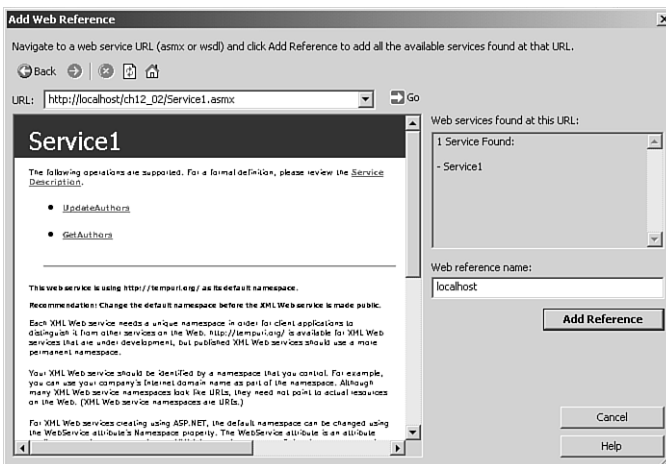 Add Web Reference
Navigate to a web service URL (asmx or wsdl) and click Add Reference to add all the available services found at that URL.
Back
URL: http://localhost/ch12_02/Service1.asmx Go
Service1
The following operations are supported. For a formal definition, please review the Service
Description.
UpdateAuthors
GetAuthors
This web service is using http://tempuri.org/ as its default namespace.
Recommendation: Change the default namespace before the XML Web service is made public.
Each XML Web service needs a unique namespace in order for client applications to
distinguish it from other services on the Web. http://tempuri.org/ is available for XML Web
services that are under development, but published XML Web services should use a more
permanent namespace.
Your XML Web service should be identified by a namespace that you control. For example,
you can use your company's Internet domain name as part of the namespace. Although
many XML Web service namespaces look like URLs, they need not point to actual resources
on the Web. (XML Web service namespaces are URIs.)
For XML Web services creating using ASP.NET, the default namespace can be changed using
the WebService attribute's Namespace property. The WebService attribute is an attribute
Web services found at this URL:
1 Service Found:
- Service1
Web reference name:
localhost
Add Reference
Cancel
Help